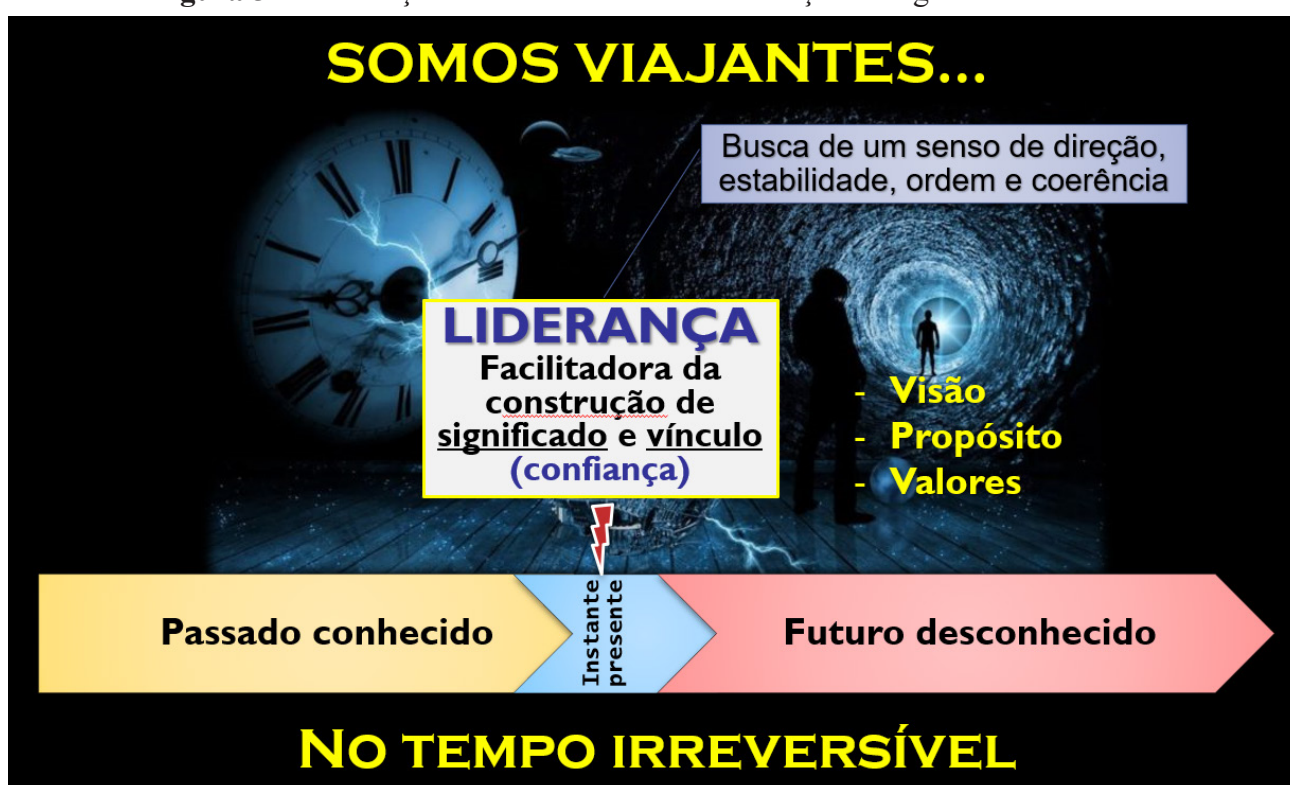 SOMOS VIAJANTES...
Busca de um senso de direção,
estabilidade, ordem e coerência
LIDERANÇA
Facilitadora da
construção de
significado e vínculo
(confiança)
- Visão
- Propósito
- Valores
Passado conhecido
Instante
presente
Futuro desconhecido
NO TEMPO IRREVERSÍVEL